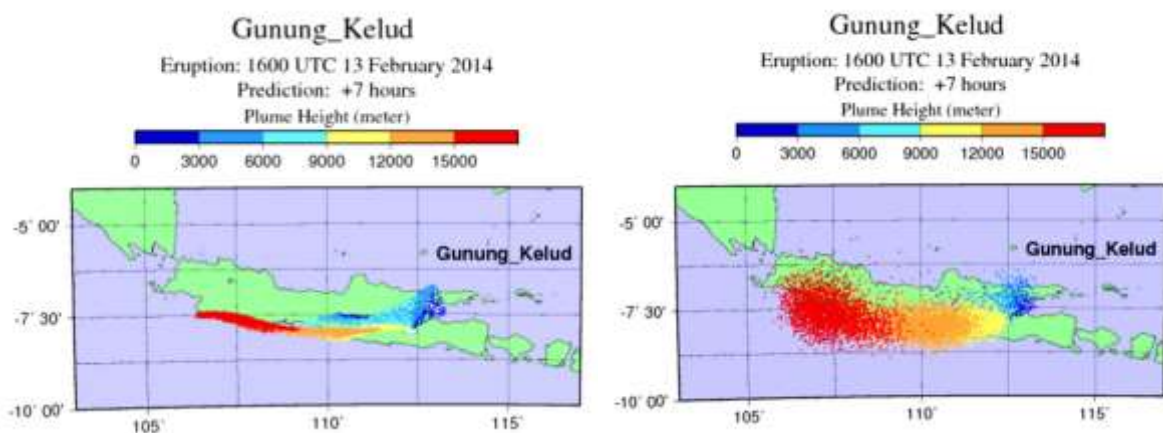 Gunung_Kelud
Eruption: 1600 UTC 13 February 2014
Prediction: +7 hours
Plume Height (meter)
0 3000 6000 9000 12000 15000
-5° 00'
Gunung_Kelud
-7° 30'
-10° 00'
105° 110° 115°
Gunung_Kelud
Eruption: 1600 UTC 13 February 2014
Prediction: +7 hours
Plume Height (meter)
0 3000 6000 9000 12000 15000
-5° 00'
Gunung_Kelud
-7° 30'
-10° 00'
105° 110° 115°